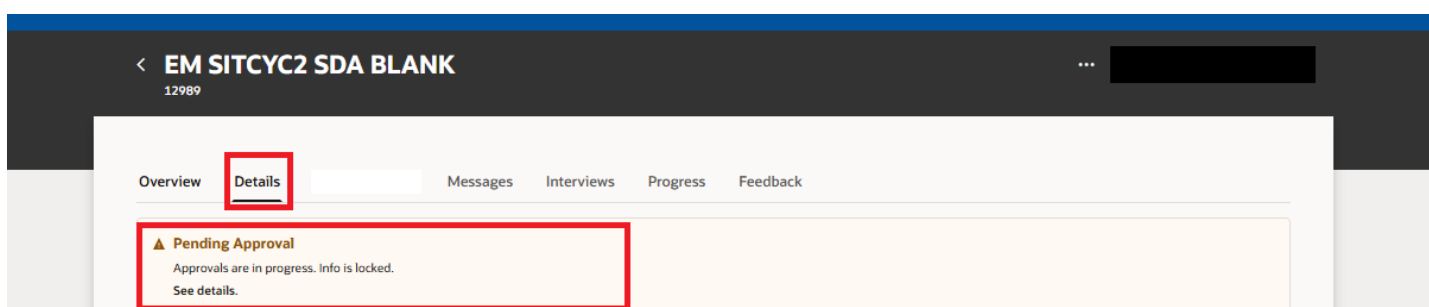 EM SITCYC2 SDA BLANK
...
12989
Overview Details Messages Interviews Progress Feedback
Pending Approval
Approvals are in progress. Info is locked.
See details.